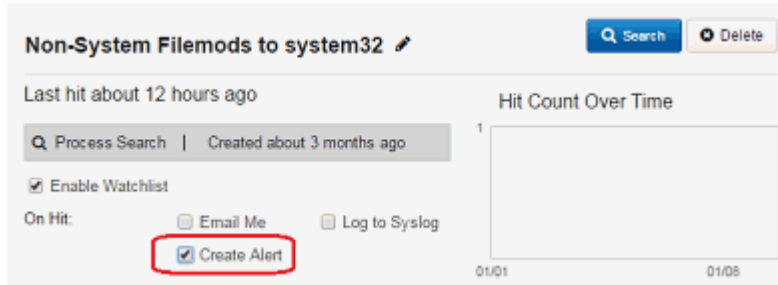 Non-System Filemods to system32
Search
Delete
Last hit about 12 hours ago
Process Search | Created about 3 months ago
Enable Watchlist
On Hit:
Email Me
Log to Syslog
Create Alert
Hit Count Over Time
1
01/01
01/08